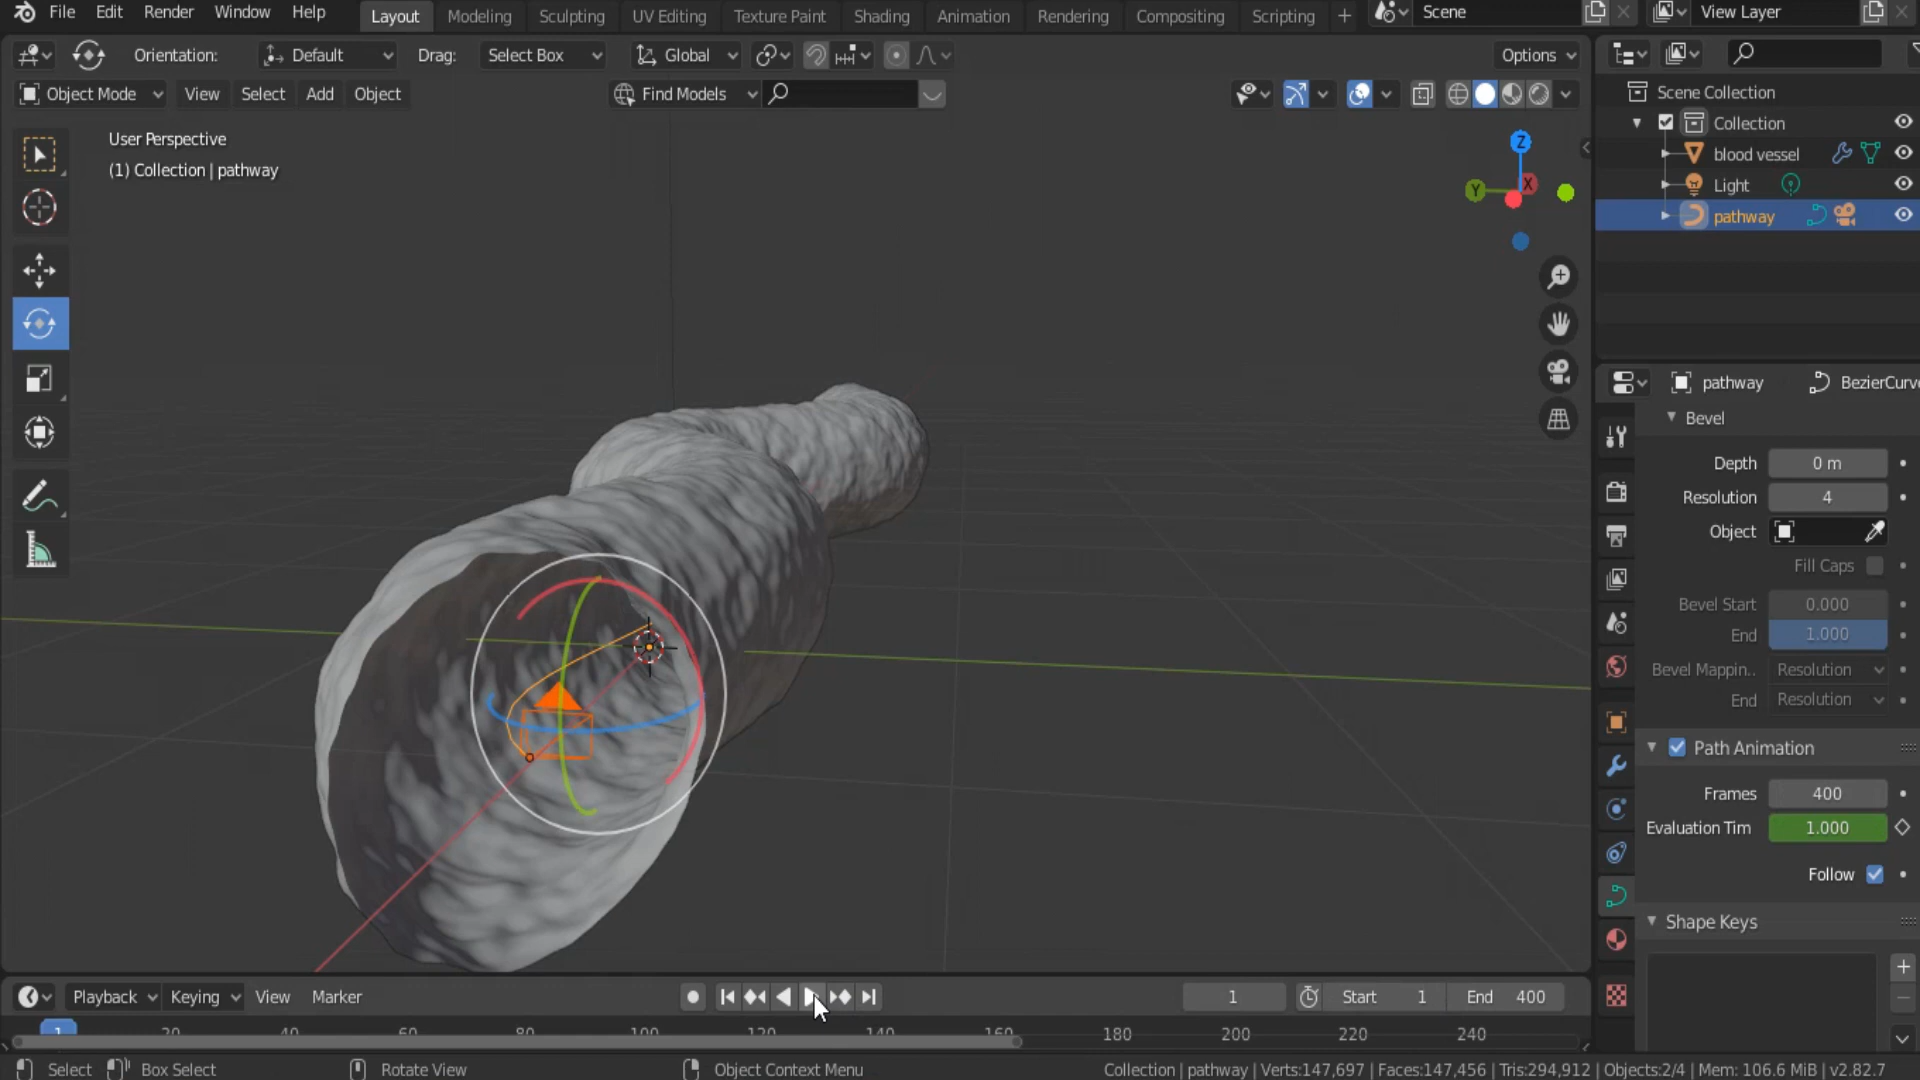 File Edit Render Window Help Layout Modeling Sculpting UV Editing Texture Paint Shading Animation Rendering Compositing Scripting + Scene View Layer
Orientation: Default Drag: Select Box Global Options
Object Mode View Select Add Object Find Models
User Perspective
(1) Collection | pathway
Z
Y
X
Scene Collection
Collection
blood vessel
Light
pathway
pathway BezierCurv
Bevel
Depth 0 m
Resolution 4
Object
Fill Caps
Bevel Start 0.000
End 1.000
Bevel Mappin.. Resolution
End Resolution
Path Animation
Frames 400
Evaluation Tim 1.000
Follow
Shape Keys
Playback Keying View Marker 1 Start 1 End 400
1 20 40 60 80 100 120 140 160 180 200 220 240
Select Box Select Rotate View Object Context Menu Collection | pathway | Verts:147,697 | Faces:147,456 | Tris:294,912 | Objects:2/4 | Mem: 106.6 MiB | v2.82.7